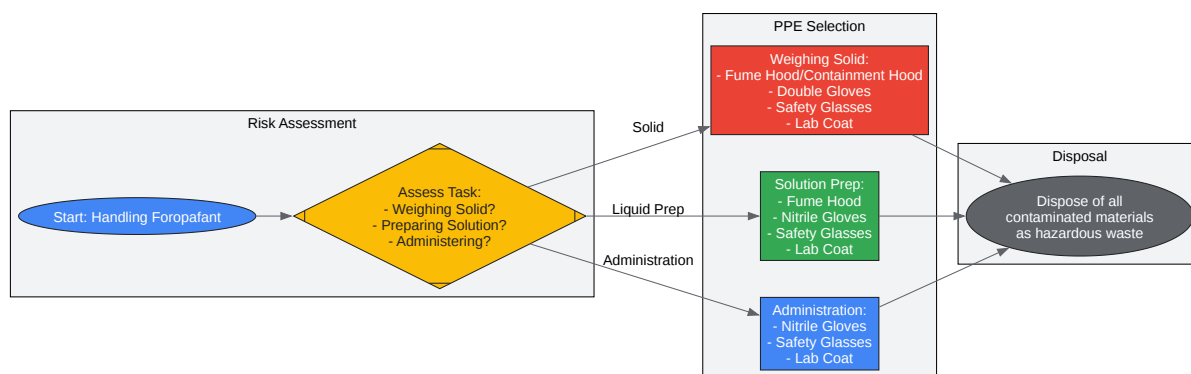 Risk Assessment
Start: Handling Foropafant
Assess Task:
- Weighing Solid?
- Preparing Solution?
- Administering?
Solid
Liquid Prep
Administration
PPE Selection
Weighing Solid:
- Fume Hood/Containment Hood
- Double Gloves
- Safety Glasses
- Lab Coat
Solution Prep:
- Fume Hood
- Nitrile Gloves
- Safety Glasses
- Lab Coat
Administration:
- Nitrile Gloves
- Safety Glasses
- Lab Coat
Disposal
Dispose of all
contaminated materials
as hazardous waste